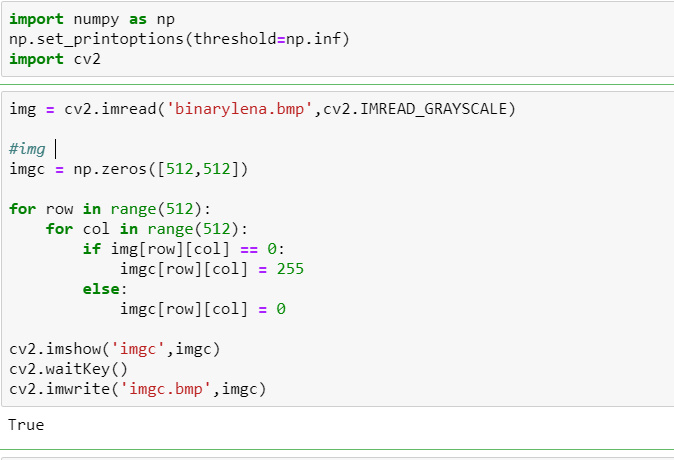 import numpy as np
np.set_printoptions(threshold=np.inf)
import cv2
img = cv2.imread('binarylena.bmp',cv2.IMREAD_GRAYSCALE)
#img
imgc = np.zeros([512,512])
for row in range(512):
    for col in range(512):
        if img[row][col] == 0:
            imgc[row][col] = 255
        else:
            imgc[row][col] = 0
cv2.imshow('imgc',imgc)
cv2.waitKey()
cv2.imwrite('imgc.bmp',imgc)
True